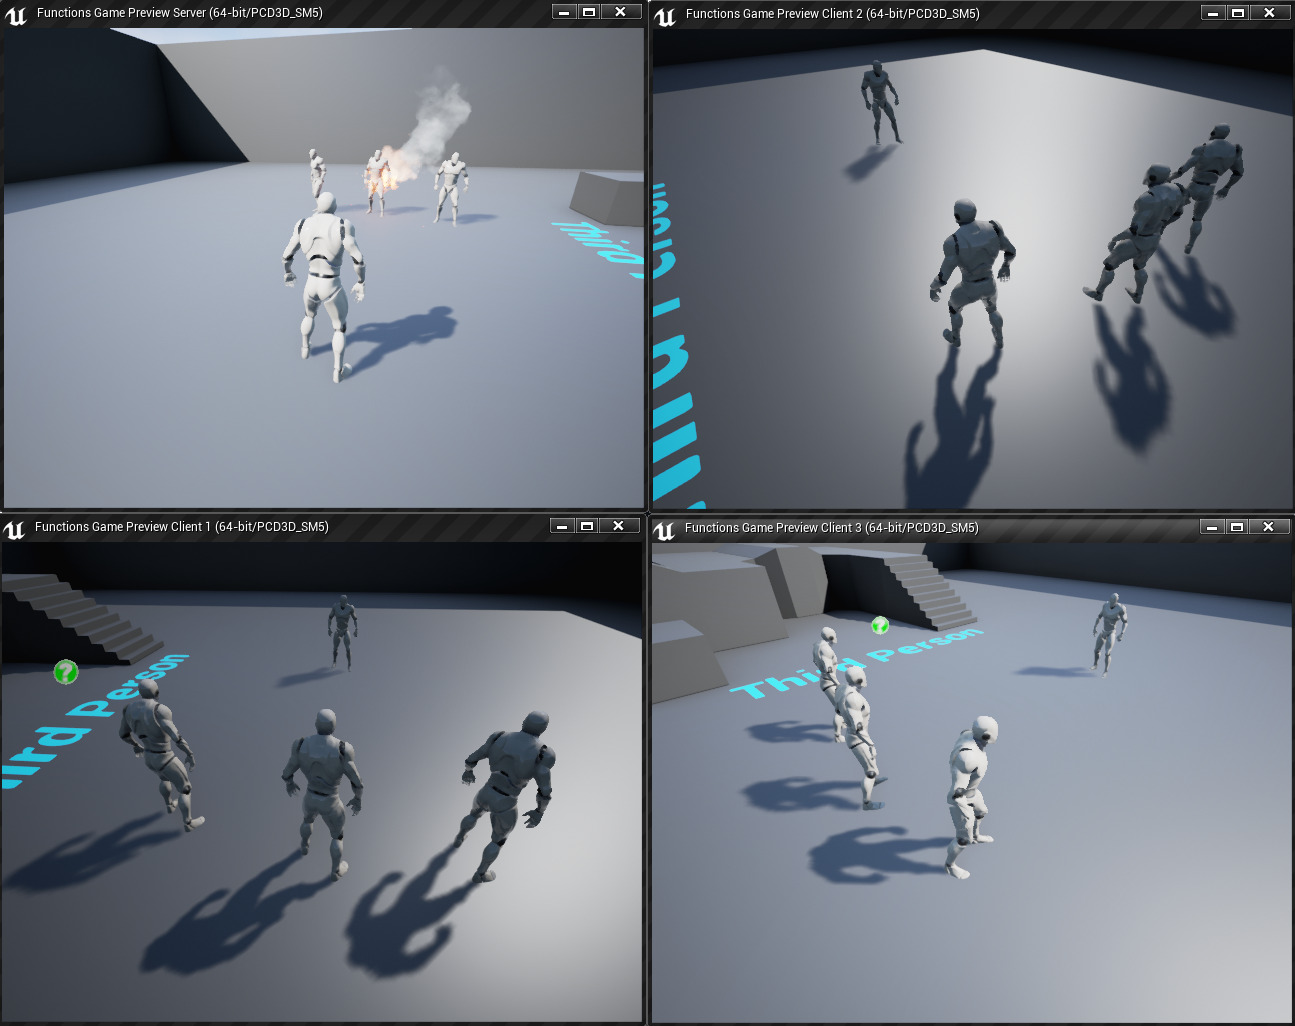 Functions Game Preview Server (64-bit/PCD3D_SM5)
Functions Game Preview Client 2 (64-bit/PCD3D_SM5)
Third
Functions Game Preview Client 1 (64-bit/PCD3D_SM5)
Functions Game Preview Client 3 (64-bit/PCD3D_SM5)
?
?
Third Person
Person